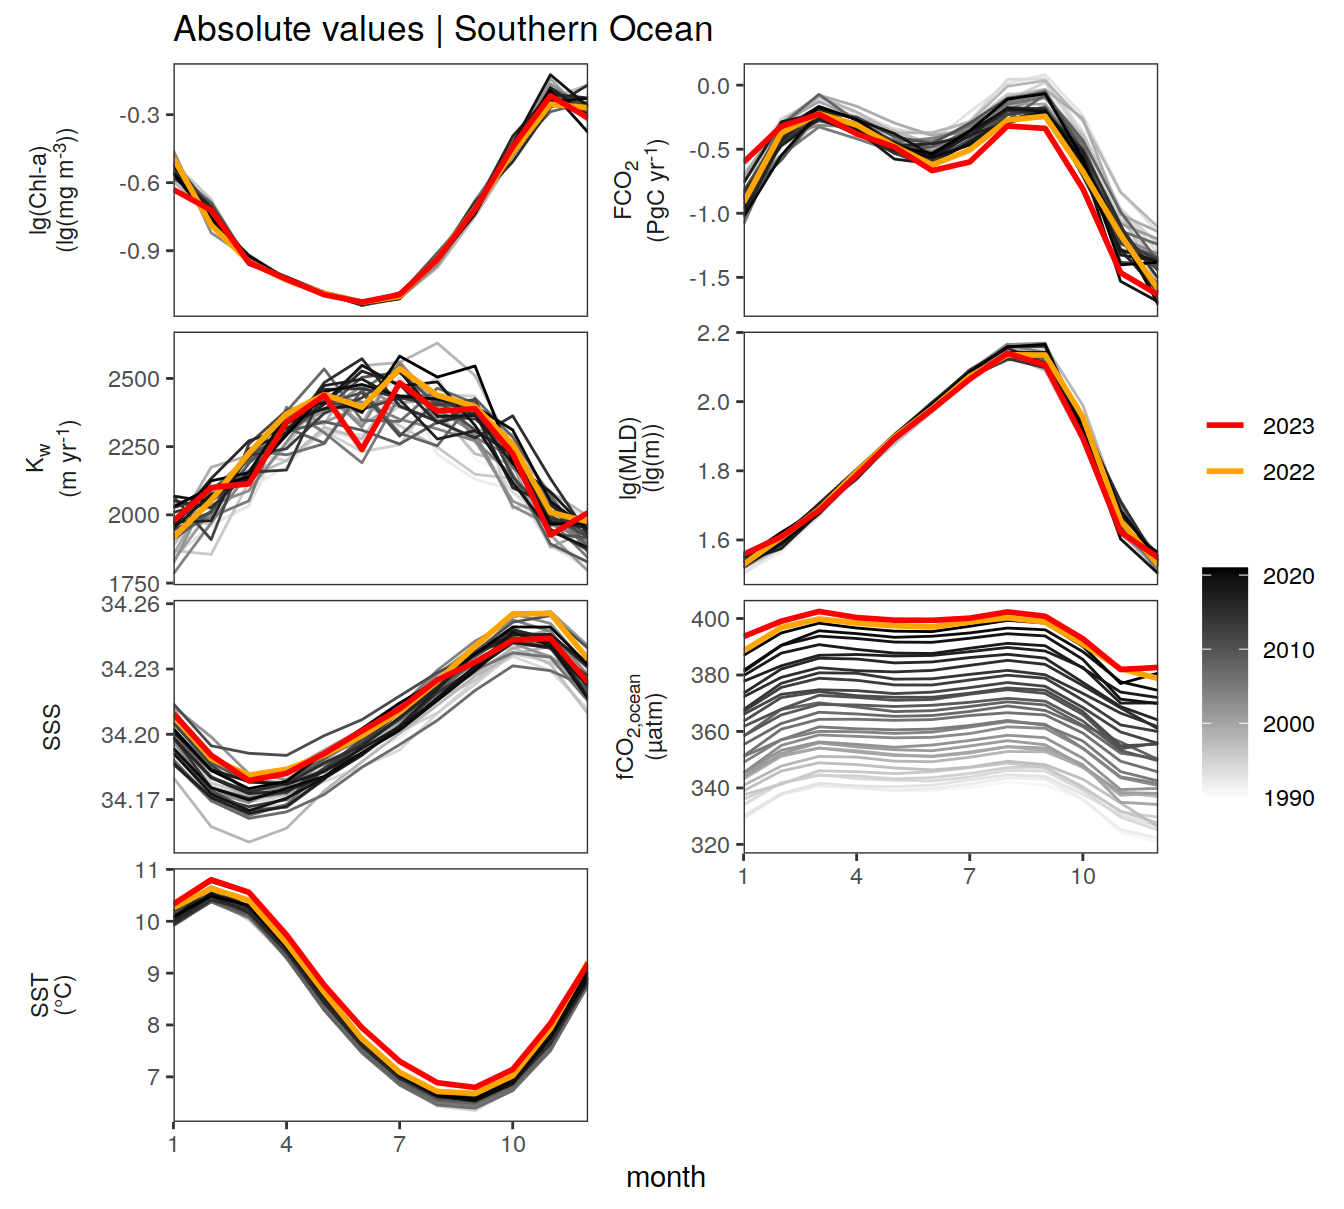 Absolute values | Southern Ocean
lg(Chl-a)
(lg(mg m⁻³))
-0.3
-0.6
-0.9
FCO₂
(PgC yr⁻¹)
0.0
-0.5
-1.0
-1.5
Kw
(m yr⁻¹)
2500
2250
2000
1750
lg(MLD)
(lg(m))
2.2
2.0
1.8
1.6
SSS
34.26
34.23
34.20
34.17
fCO₂,ocean
(µatm)
400
380
360
340
320
1 4 7 10
SST
(°C)
11
10
9
8
7
1 4 7 10
month
2023
2022
2020
2010
2000
1990